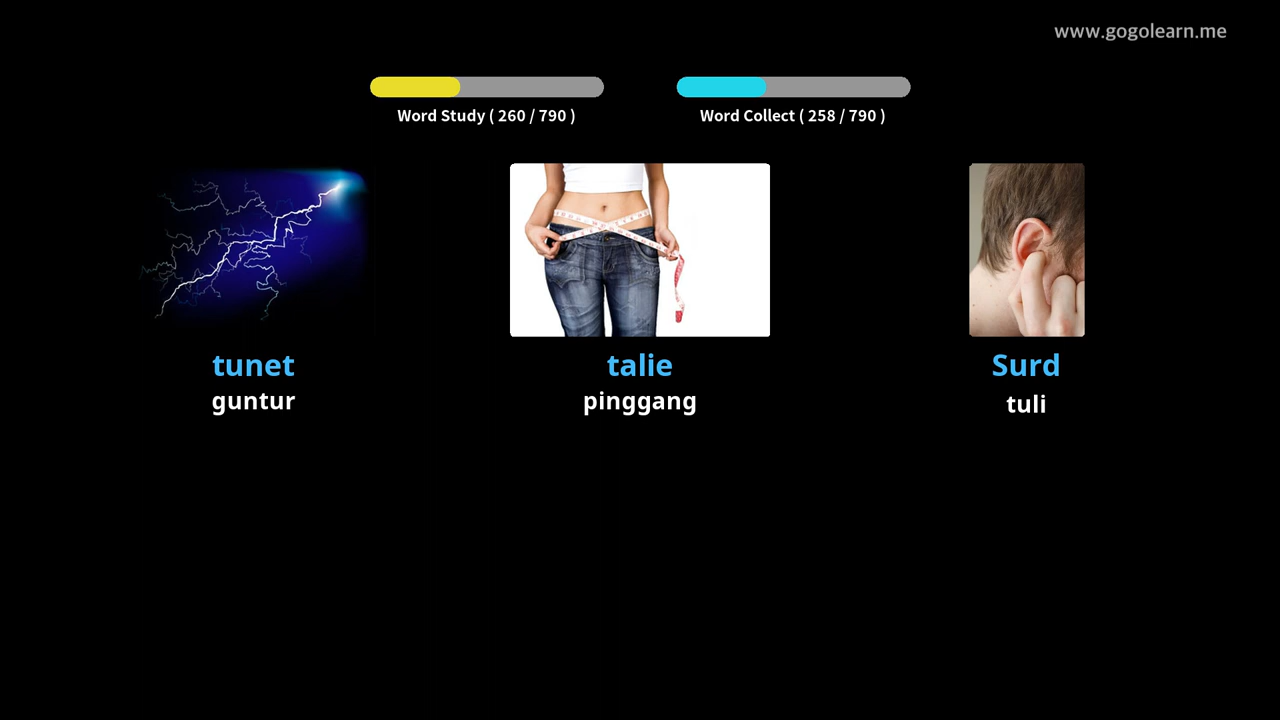 www.gogolearn.me
Word Study ( 260 / 790 )
Word Collect ( 258 / 790 )
tunet
guntur
talie
pinggang
Surd
tuli